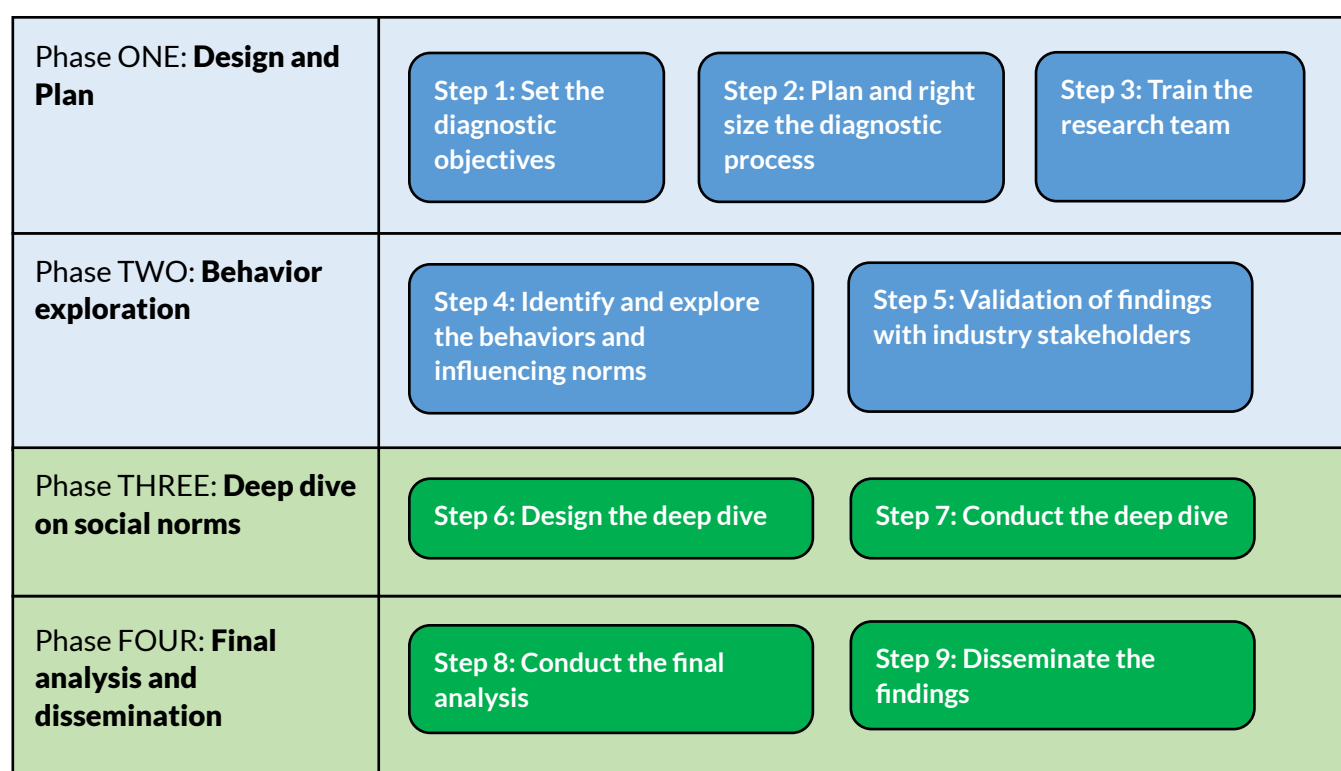 Phase ONE: Design and
Plan
Step 1: Set the
diagnostic
objectives
Step 2: Plan and right
size the diagnostic
process
Step 3: Train the
research team
Phase TWO: Behavior
exploration
Step 4: Identify and explore
the behaviors and
influencing norms
Step 5: Validation of findings
with industry stakeholders
Phase THREE: Deep dive
on social norms
Step 6: Design the deep dive
Step 7: Conduct the deep dive
Phase FOUR: Final
analysis and
dissemination
Step 8: Conduct the final
analysis
Step 9: Disseminate the
findings